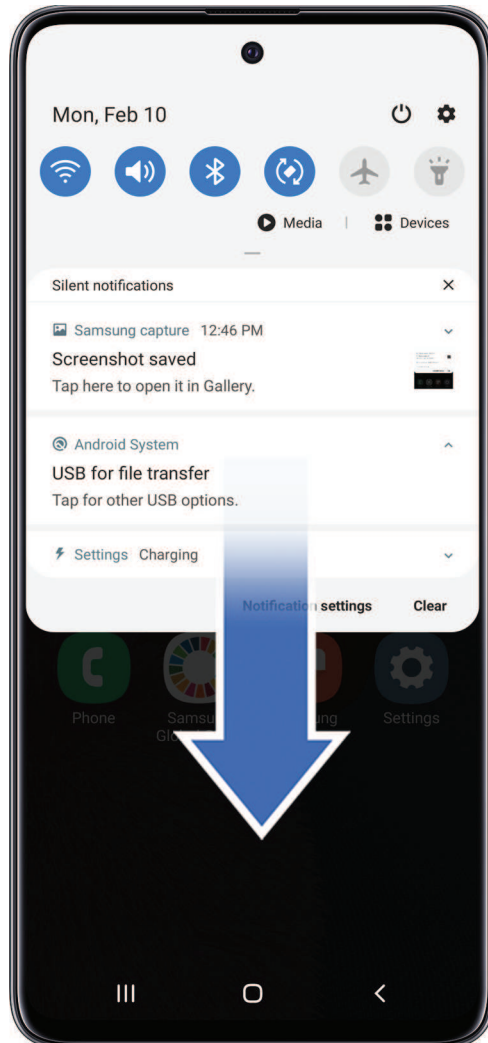 Mon, Feb 10
Media | Devices
Silent notifications
Samsung capture 12:46 PM
Screenshot saved
Tap here to open it in Gallery.
Android System
USB for file transfer
Tap for other USB options.
Settings Charging
Notification settings Clear
Phone Settings